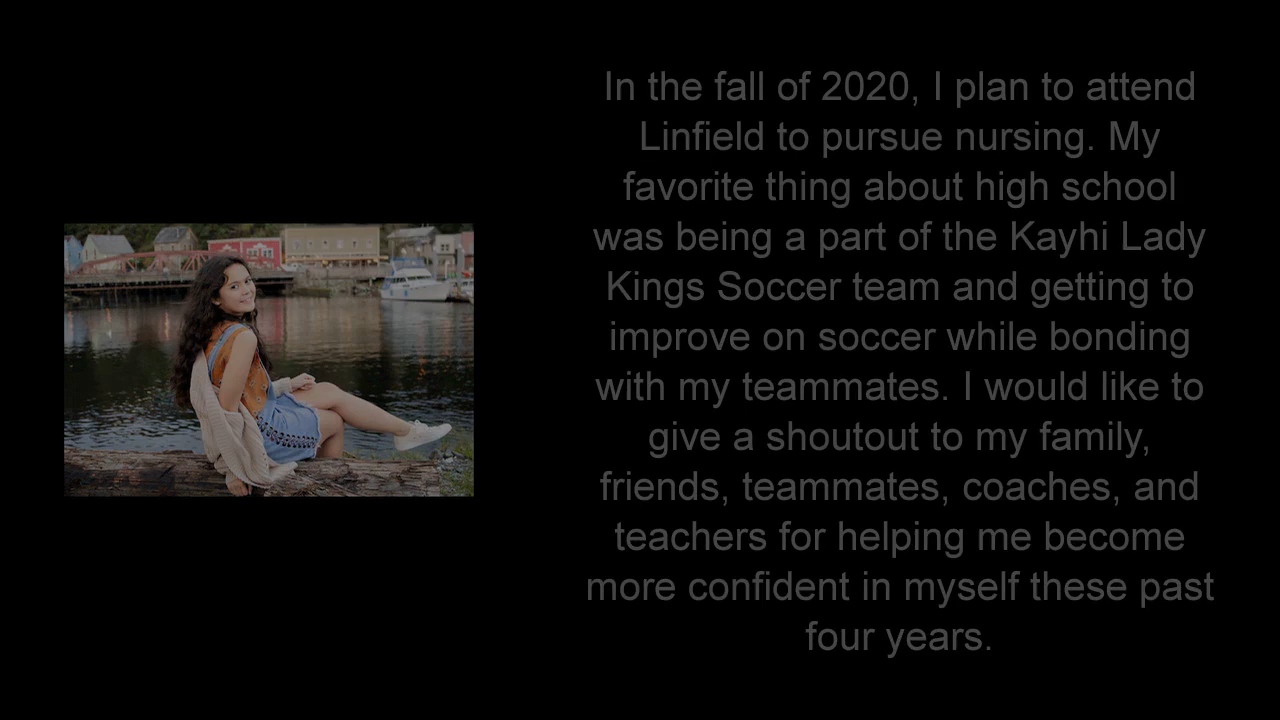 In the fall of 2020, I plan to attend
Linfield to pursue nursing. My
favorite thing about high school
was being a part of the Kayhi Lady
Kings Soccer team and getting to
improve on soccer while bonding
with my teammates. I would like to
give a shoutout to my family,
friends, teammates, coaches, and
teachers for helping me become
more confident in myself these past
four years.